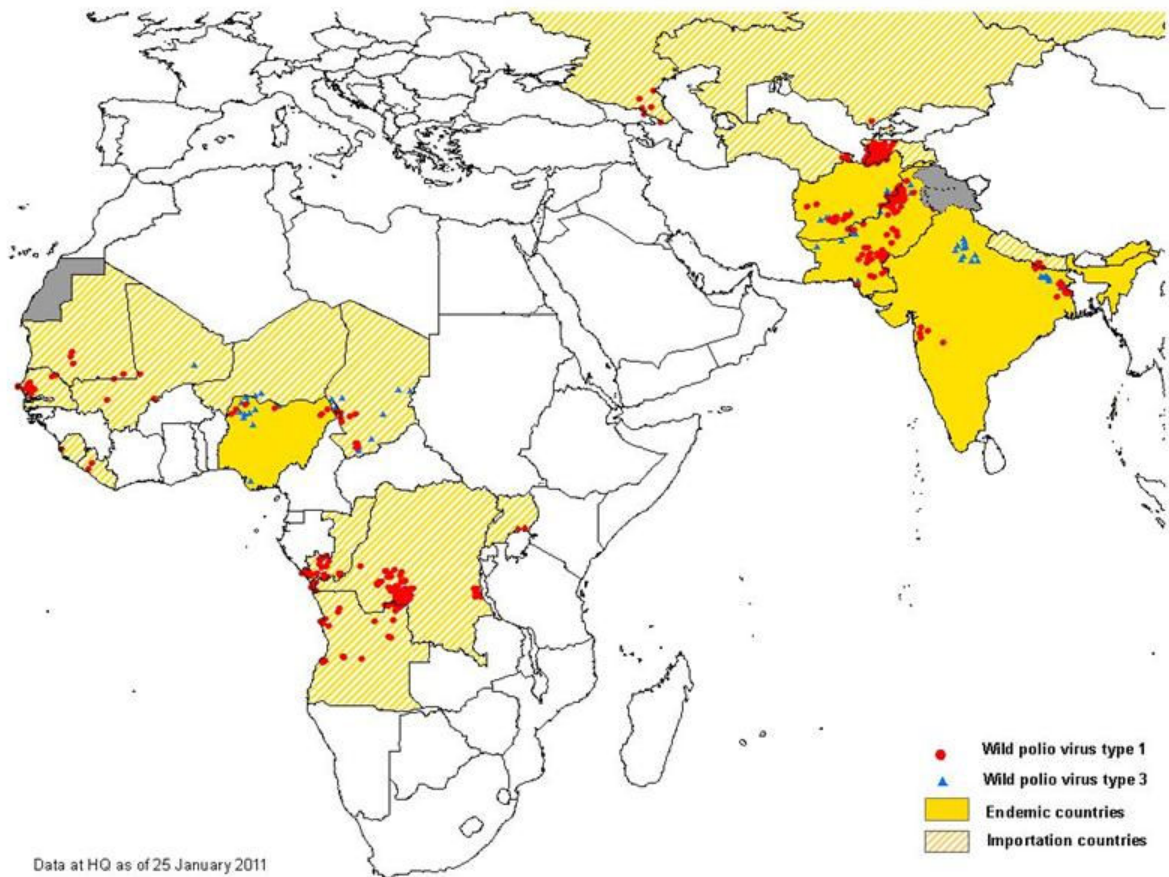 Wild polio virus type 1
Wild polio virus type 3
Endemic countries
Importation countries
Data at HQ as of 25 January 2011